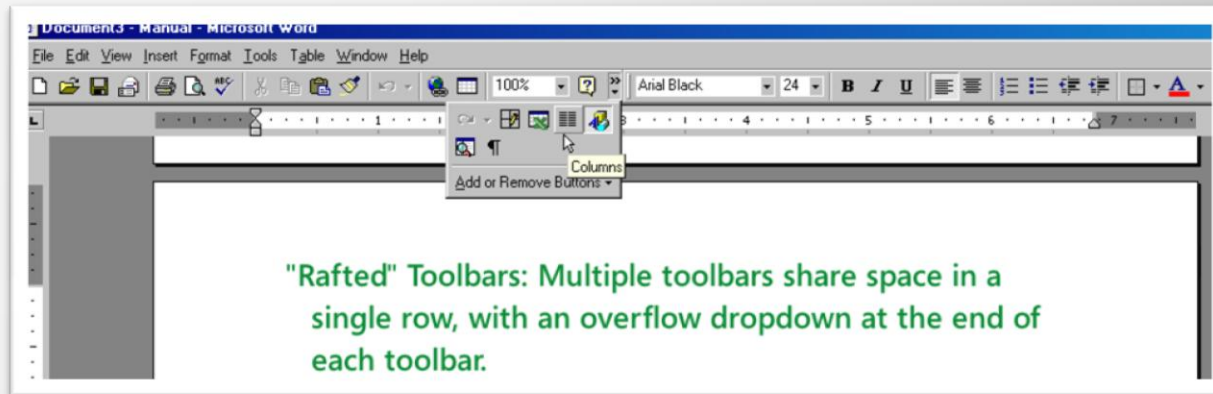 Document3 - Manual - Microsoft Word
File Edit View Insert Format Tools Table Window Help
ABC 100% Arial Black 24 B I U A
1 3 4 5 6 7
¶
Columns
Add or Remove Buttons
"Rafted" Toolbars: Multiple toolbars share space in a
single row, with an overflow dropdown at the end of
each toolbar.